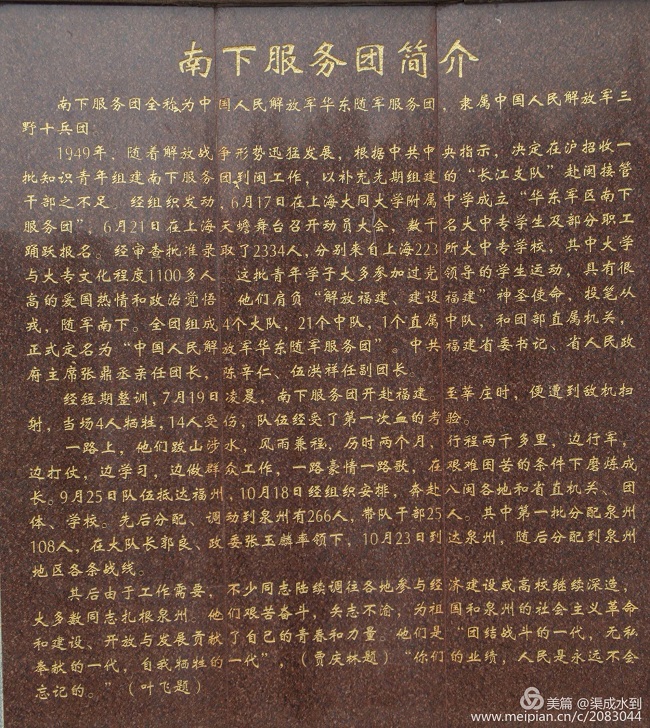 南下服务团简介
南下服务团全称为中国人民解放军华东随军服务团，隶属中国人民解放军三
野十兵团。
1949年，随着解放战争形势迅猛发展，根据中共中央指示，决定在沪招收一
批知识青年组建南下服务团到闽工作，以补充先期组建的“长江支队”赴闽接管
干部之不足。经组织发动，6月17日在上海大同大学附属中学成立“华东军区南下
服务团”，6月21日在上海天蟾舞台召开动员大会，数千名大中专学生及部分职工
踊跃报名。经审查批准录取了2334人，分别来自上海223所大中专学校，其中大学
与大专文化程度1100多人。这批青年学子大多参加过党领导的学生运动，具有很
高的爱国热情和政治觉悟。他们肩负“解放福建、建设福建”神圣使命，投笔从
戎，随军南下。全团组成4个大队，21个中队，1个直属中队，和团部直属机关，
正式定名为“中国人民解放军华东随军服务团”。中共福建省委书记、省人民政
府主席张鼎丞亲任团长，陈辛仁、伍洪祥任副团长。
经短期整训，7月19日凌晨，南下服务团开赴福建。至莘庄时，便遭到敌机扫
射，当场4人牺牲，14人受伤，队伍经受了第一次血的考验。
一路上，他们跋山涉水，风雨兼程，历时两个月，行程两千多里，边行军，
边打仗，边学习，边做群众工作，一路豪情一路歌，在艰难困苦的条件下磨炼成
长。9月25日队伍抵达福州，10月18日经组织安排，奔赴八闽各地和省直机关、团
体、学校。先后分配、调动到泉州有266人，带队干部25人。其中第一批分配泉州
108人，在大队长郭良、政委张玉麟率领下，10月23日到达泉州，随后分配到泉州
地区各条战线。
其后由于工作需要，不少同志陆续调往各地参与经济建设或高校继续深造，
大多数同志扎根泉州。他们艰苦奋斗，矢志不渝，为祖国和泉州的社会主义革命
和建设、开放与发展贡献了自己的青春和力量。他们是“团结战斗的一代，无私
奉献的一代，自我牺牲的一代”，（贾庆林题）“你们的业绩，人民是永远不会
忘记的。”（叶飞题）
美篇 @渠成水到
www.meipian.cn/c/2083044